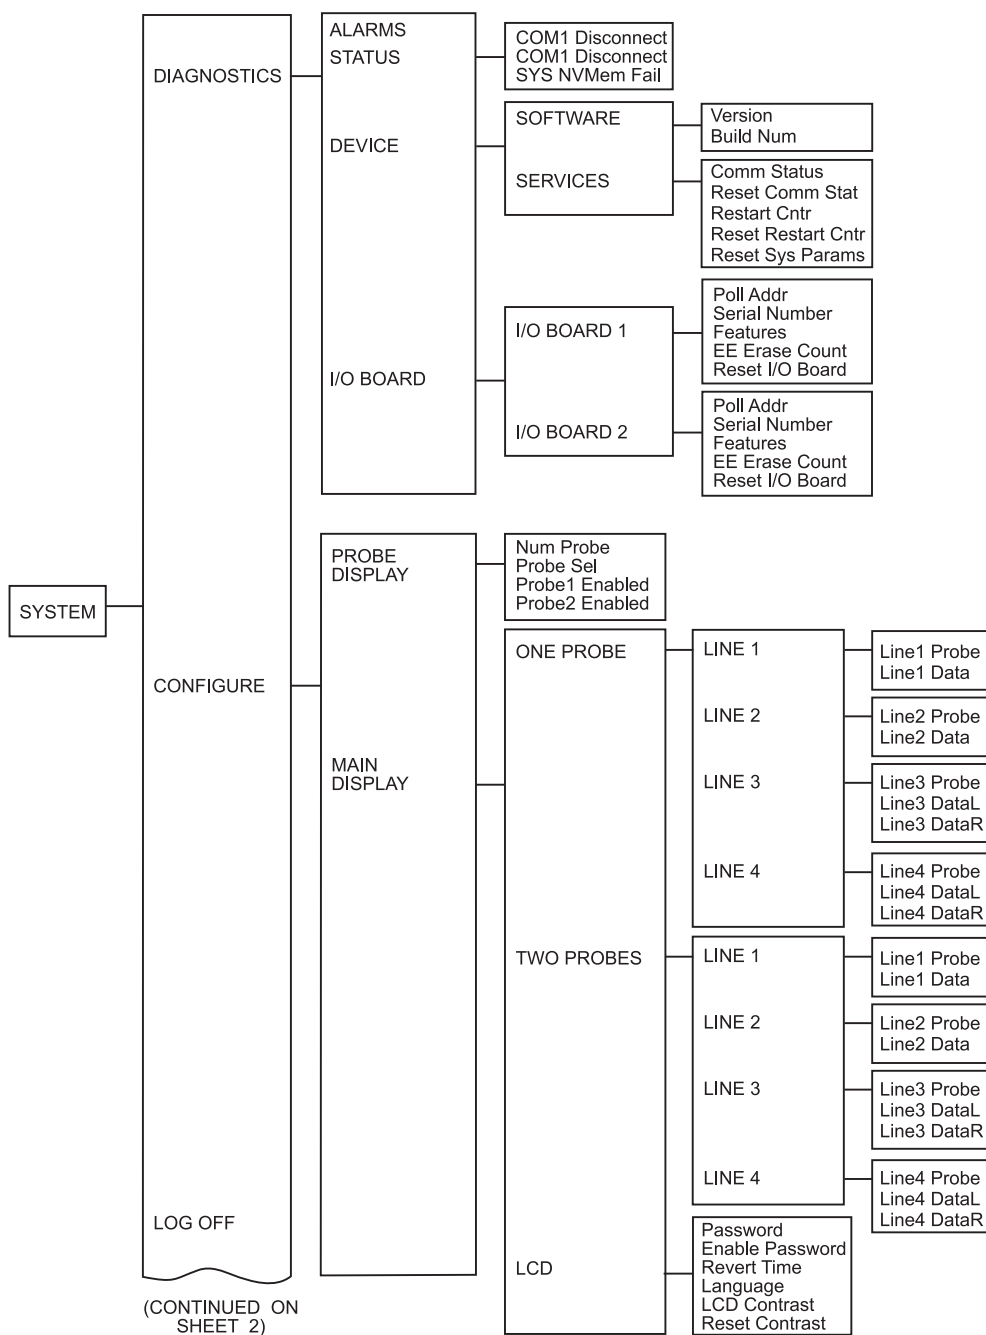 SYSTEM
DIAGNOSTICS
CONFIGURE
LOG OFF
(CONTINUED ON
SHEET 2)
ALARMS
STATUS
DEVICE
I/O BOARD
COM1 Disconnect
COM1 Disconnect
SYS NVMem Fail
SOFTWARE
SERVICES
Version
Build Num
Comm Status
Reset Comm Stat
Restart Cntr
Reset Restart Cntr
Reset Sys Params
I/O BOARD 1
I/O BOARD 2
Poll Addr
Serial Number
Features
EE Erase Count
Reset I/O Board
Poll Addr
Serial Number
Features
EE Erase Count
Reset I/O Board
PROBE
DISPLAY
MAIN
DISPLAY
Num Probe
Probe Sel
Probe1 Enabled
Probe2 Enabled
ONE PROBE
TWO PROBES
LCD
LINE 1
LINE 2
LINE 3
LINE 4
Line1 Probe
Line1 Data
Line2 Probe
Line2 Data
Line3 Probe
Line3 DataL
Line3 DataR
Line4 Probe
Line4 DataL
Line4 DataR
LINE 1
LINE 2
LINE 3
LINE 4
Line1 Probe
Line1 Data
Line2 Probe
Line2 Data
Line3 Probe
Line3 DataL
Line3 DataR
Line4 Probe
Line4 DataL
Line4 DataR
Password
Enable Password
Revert Time
Language
LCD Contrast
Reset Contrast